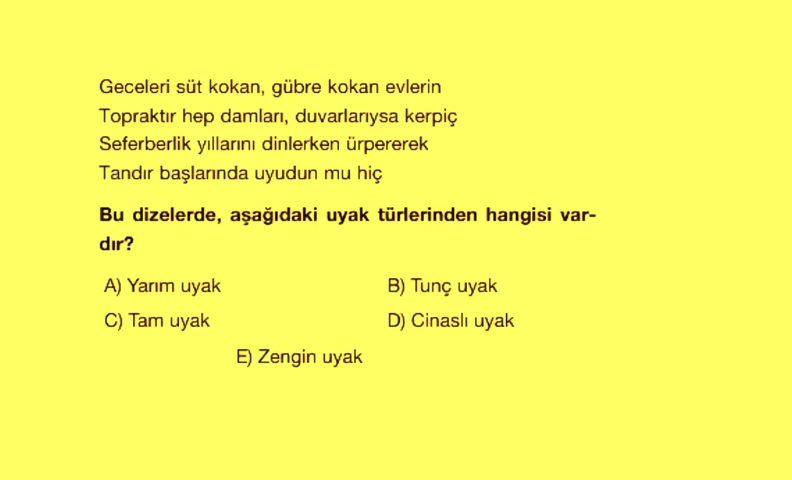 Geceleri süt kokan, gübre kokan evlerin
Topraktır hep damları, duvarlarıysa kerpiç
Seferberlik yıllarını dinlerken ürpererek
Tandır başlarında uyudun mu hiç
Bu dizelerde, aşağıdaki uyak türlerinden hangisi var-
dır?
A) Yarım uyak B) Tunç uyak
C) Tam uyak D) Cinaslı uyak
E) Zengin uyak